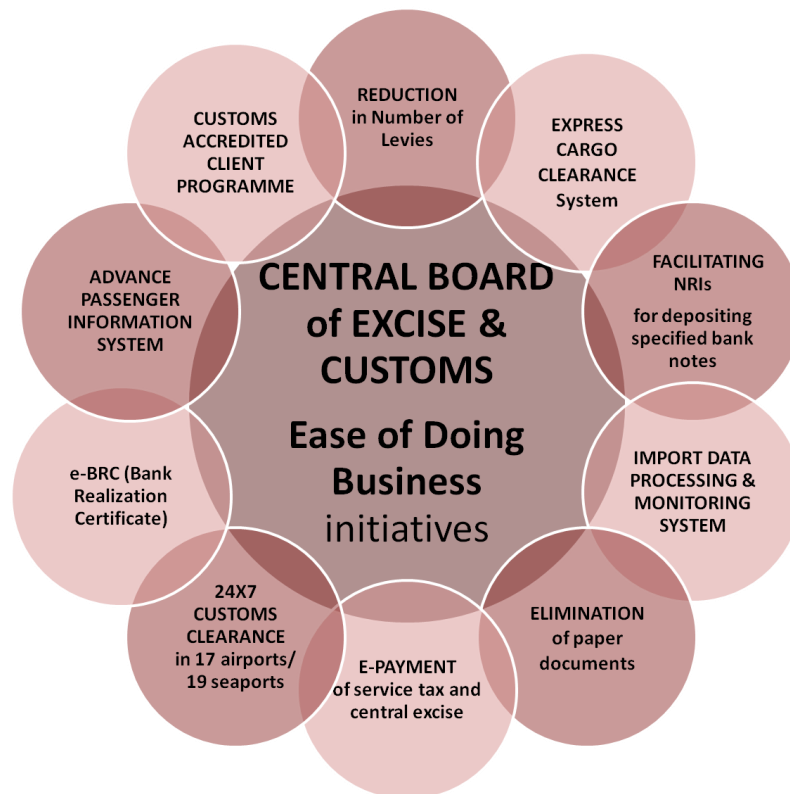 CENTRAL BOARD
of EXCISE &
CUSTOMS
Ease of Doing
Business
initiatives
REDUCTION
in Number of
Levies
EXPRESS
CARGO
CLEARANCE
System
FACILITATING
NRIs
for depositing
specified bank
notes
IMPORT DATA
PROCESSING &
MONITORING
SYSTEM
ELIMINATION
of paper
documents
E-PAYMENT
of service tax and
central excise
24X7
CUSTOMS
CLEARANCE
in 17 airports/
19 seaports
e-BRC (Bank
Realization
Certificate)
ADVANCE
PASSENGER
INFORMATION
SYSTEM
CUSTOMS
ACCREDITED
CLIENT
PROGRAMME